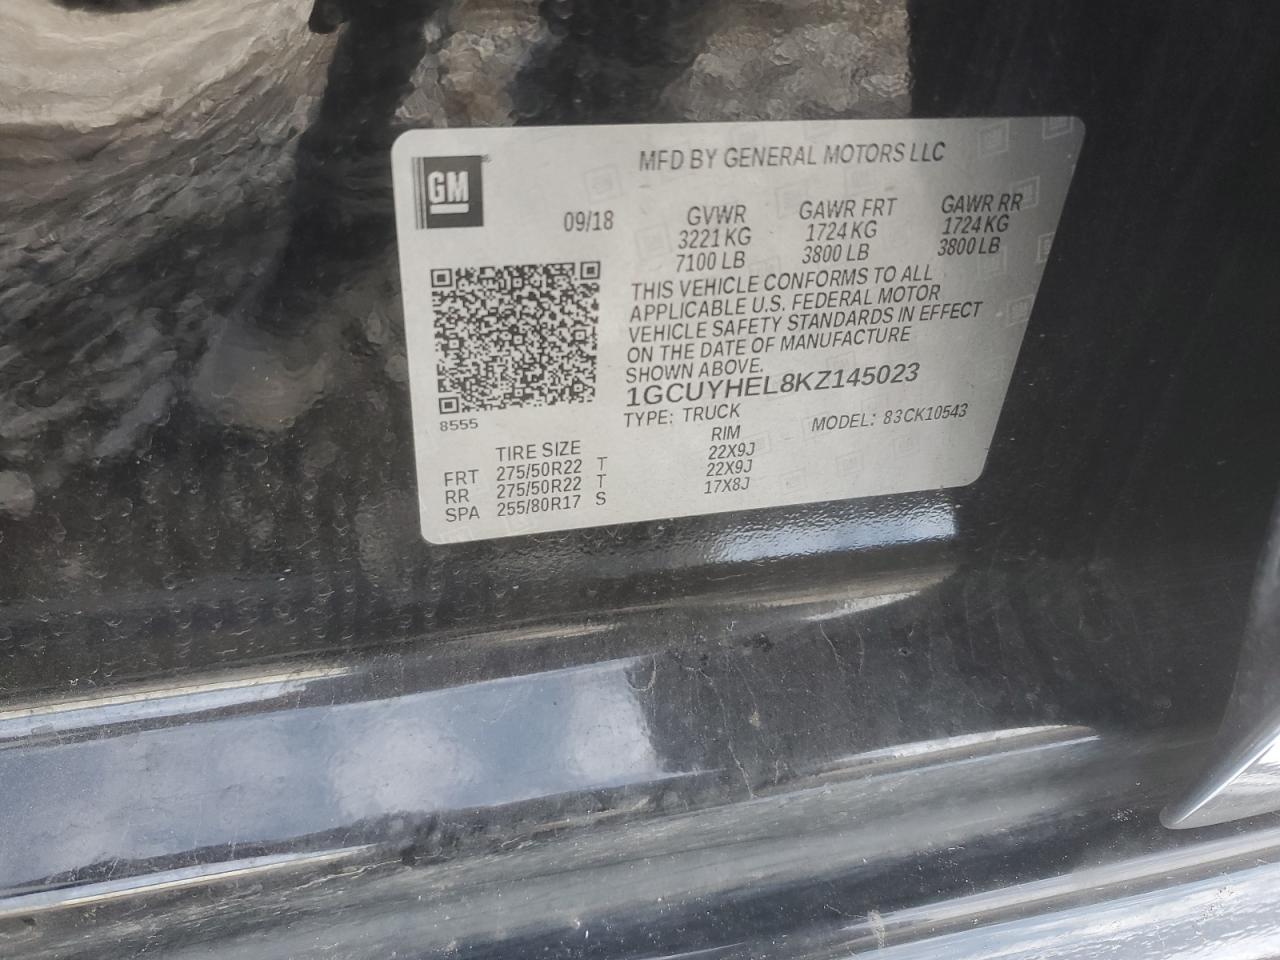 GM
MFD BY GENERAL MOTORS LLC
09/18 GVWR GAWR FRT GAWR RR
3221 KG 1724 KG 1724 KG
7100 LB 3800 LB 3800 LB
THIS VEHICLE CONFORMS TO ALL
APPLICABLE U.S. FEDERAL MOTOR
VEHICLE SAFETY STANDARDS IN EFFECT
ON THE DATE OF MANUFACTURE
SHOWN ABOVE.
1GCUYHEL8KZ145023
TYPE: TRUCK MODEL: 83CK10543
8555
TIRE SIZE RIM
FRT 275/50R22 T 22X9J
RR 275/50R22 T 22X9J
SPA 255/80R17 S 17X8J